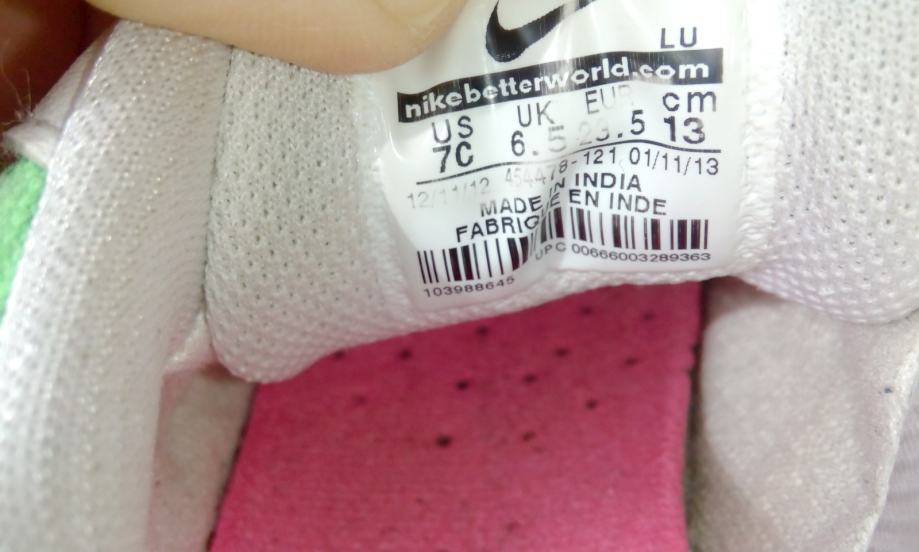 LU
nikebetterworld.com
US UK EUR cm
7C 6.5 23.5 13
12/11/12 454478-121 01/11/13
MADE IN INDIA
FABRIQUÉ EN INDE
103988645 UPC 00666003289363